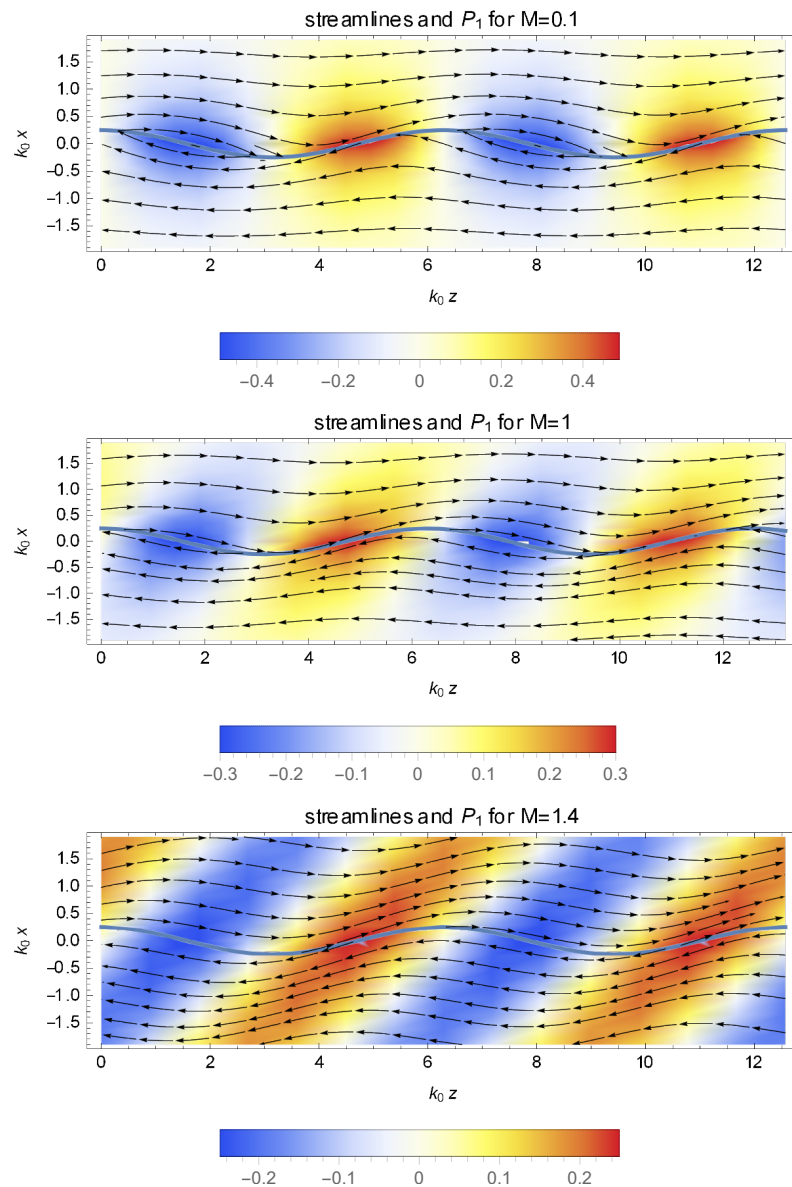 streamlines and P₁ for M=0.1
1.5
1.0
0.5
0.0
−0.5
−1.0
−1.5
k₀ x
0 2 4 6 8 10 12
k₀ z
−0.4 −0.2 0 0.2 0.4
streamlines and P₁ for M=1
1.5
1.0
0.5
0.0
−0.5
−1.0
−1.5
k₀ x
0 2 4 6 8 10 12
k₀ z
−0.3 −0.2 −0.1 0 0.1 0.2 0.3
streamlines and P₁ for M=1.4
1.5
1.0
0.5
0.0
−0.5
−1.0
−1.5
k₀ x
0 2 4 6 8 10 12
k₀ z
−0.2 −0.1 0 0.1 0.2